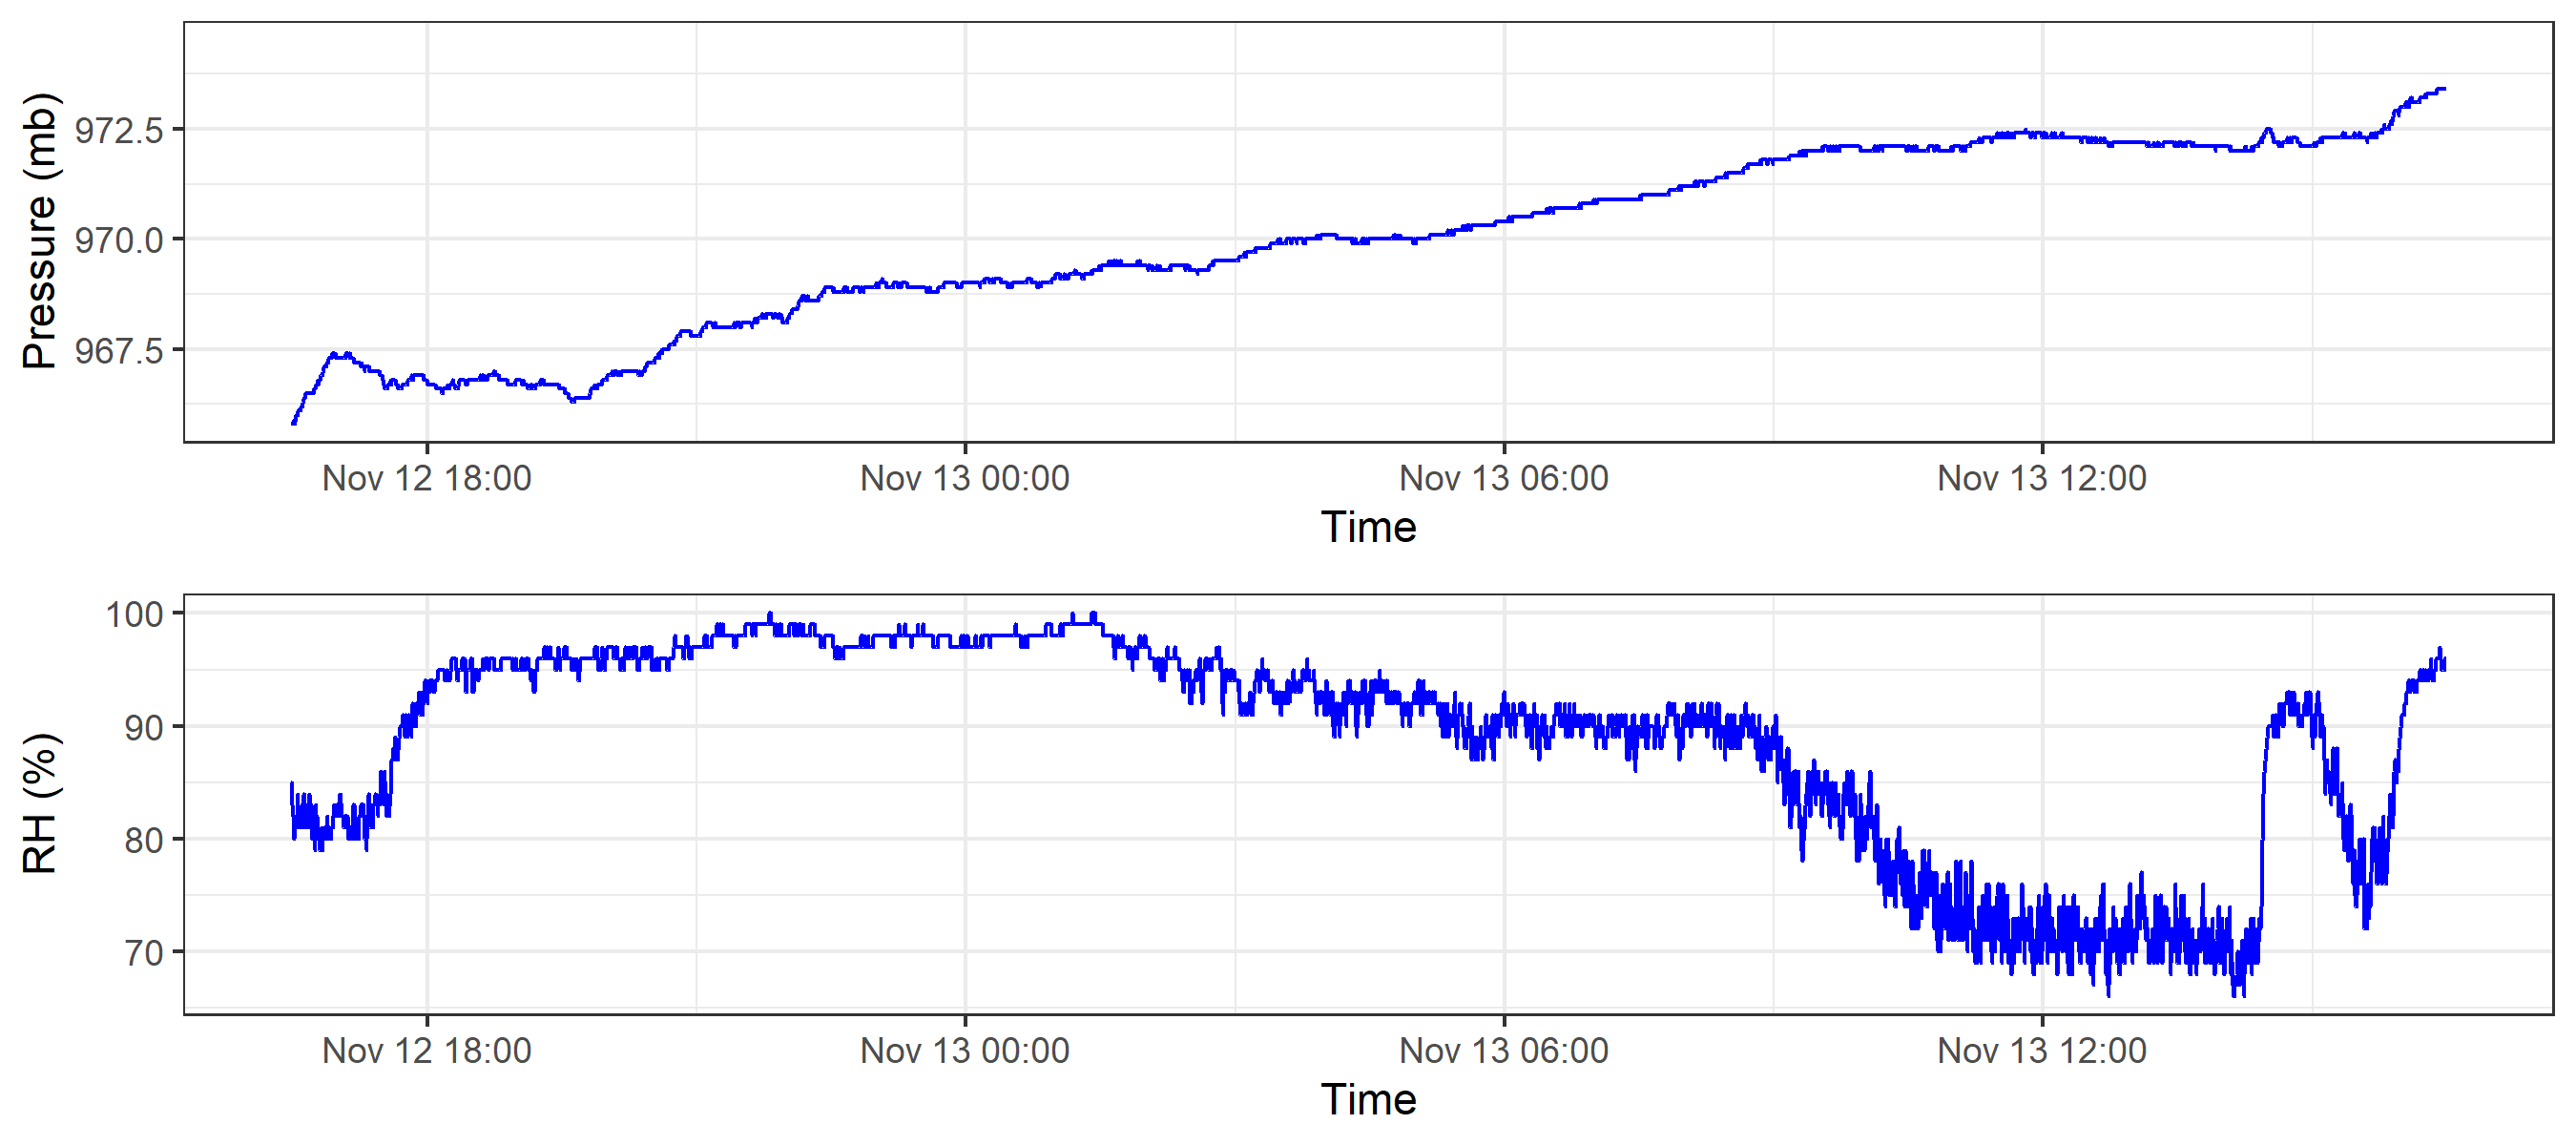 Pressure (mb)
972.5
970.0
967.5
Nov 12 18:00
Nov 13 00:00
Nov 13 06:00
Nov 13 12:00
Time
RH (%)
100
90
80
70
Nov 12 18:00
Nov 13 00:00
Nov 13 06:00
Nov 13 12:00
Time